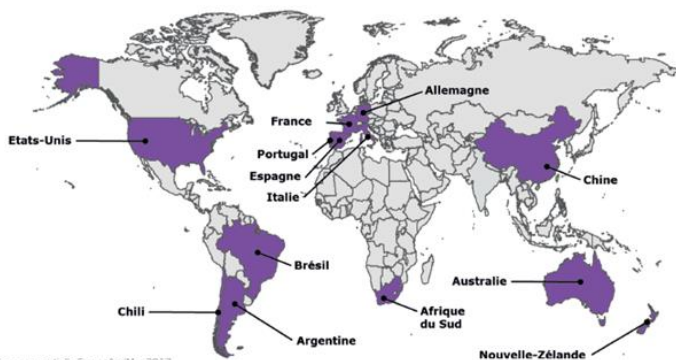 Allemagne
France
Etats-Unis
Portugal
Espagne
Italie
Chine
Brésil
Australie
Chili
Afrique
du Sud
Argentine
Nouvelle-Zélande